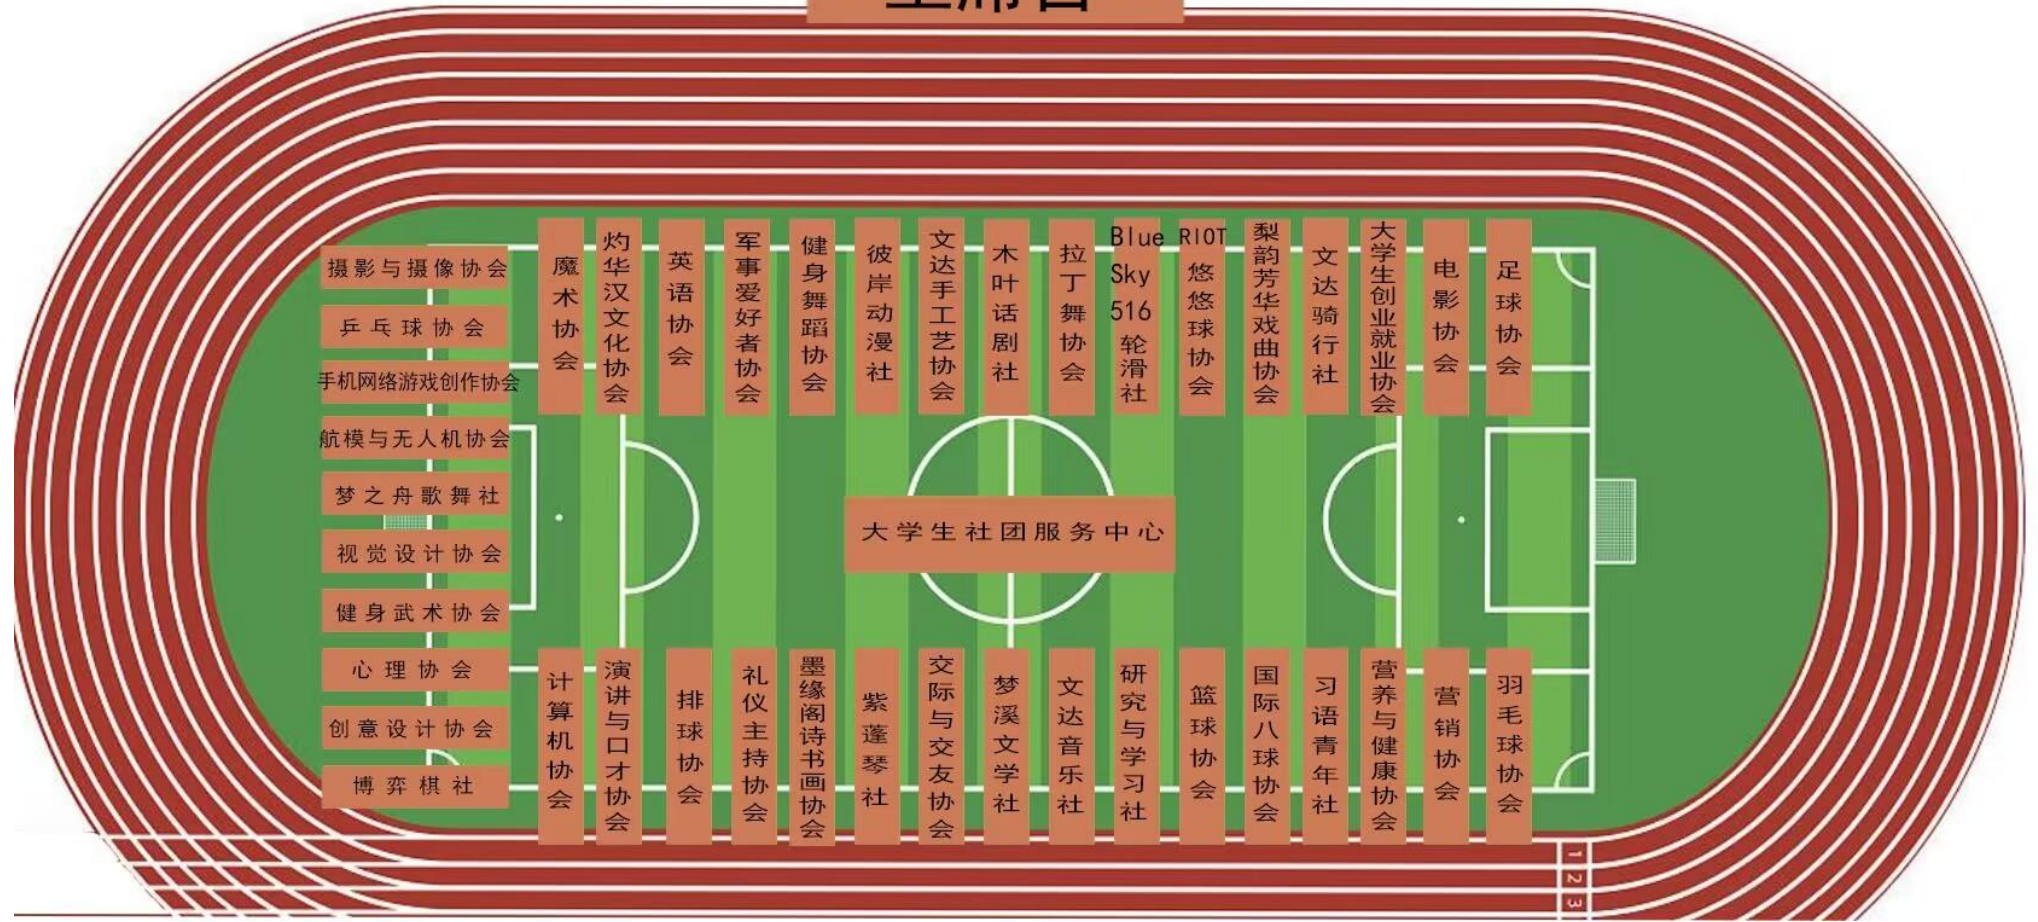 主席台
摄影与摄像协会
乒乓球协会
手机网络游戏创作协会
航模与无人机协会
梦之舟歌舞社
视觉设计协会
健身武术协会
心理协会
创意设计协会
博弈棋社
魔术协会
灼华汉文化协会
英语协会
军事爱好者协会
健身舞蹈协会
彼岸动漫社
文达手工艺协会
木叶话剧社
拉丁舞协会
Blue Sky 516 轮滑社
RIOT 悠悠球协会
梨韵芳华戏曲协会
文达骑行社
大学生创业就业协会
电影协会
足球协会
大学生社团服务中心
计算机协会
演讲与口才协会
排球协会
礼仪主持协会
墨缘阁诗书画协会
紫蓬琴社
交际与交友协会
梦溪文学社
文达音乐社
研究与学习社
篮球协会
国际八球协会
习语青年社
营养与健康协会
营销协会
羽毛球协会
1
2
3